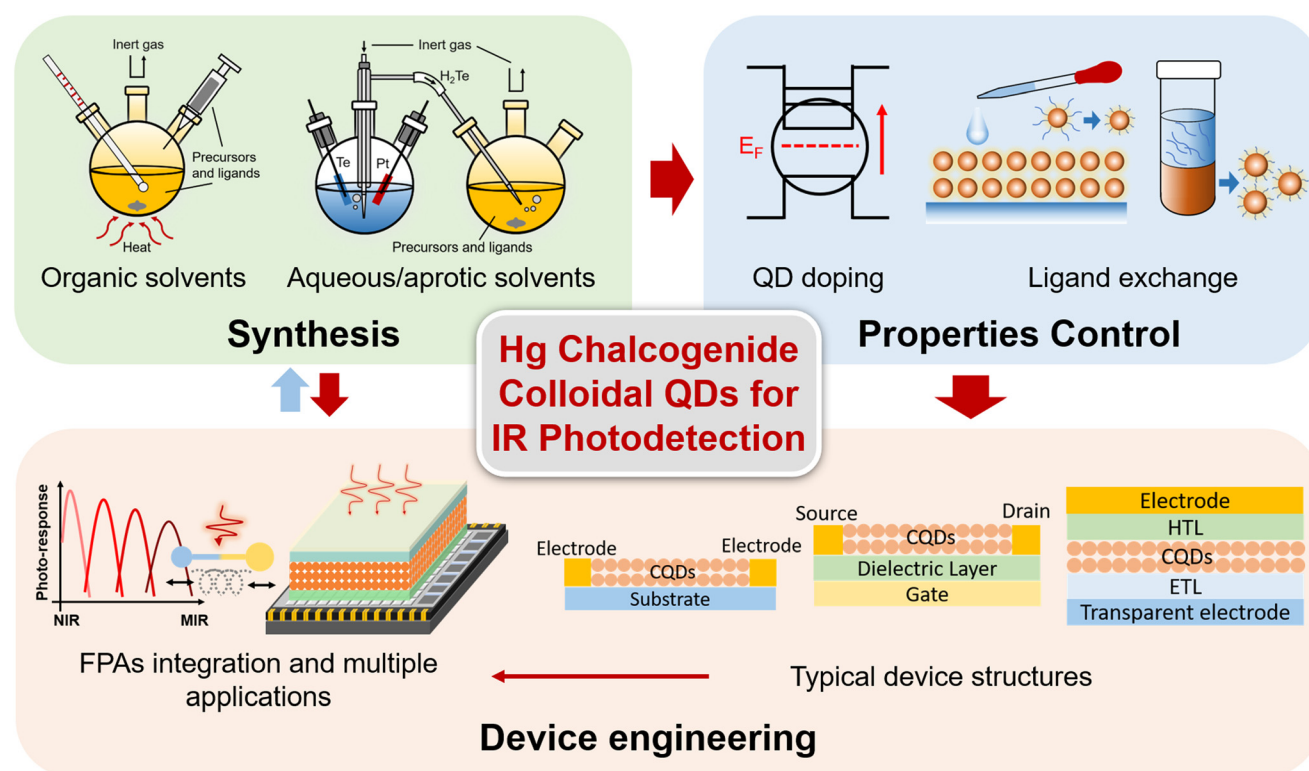 Inert gas
Precursors
and ligands
Heat
Organic solvents
Inert gas
H₂Te
Te
Pt
Precursors and ligands
Aqueous/aprotic solvents
Synthesis
E_F
QD doping
Ligand exchange
Properties Control
Hg Chalcogenide
Colloidal QDs for
IR Photodetection
Photo-response
NIR
MIR
FPAs integration and multiple
applications
Electrode
Electrode
CQDs
Substrate
Source
Drain
CQDs
Dielectric Layer
Gate
Electrode
HTL
CQDs
ETL
Transparent electrode
Typical device structures
Device engineering